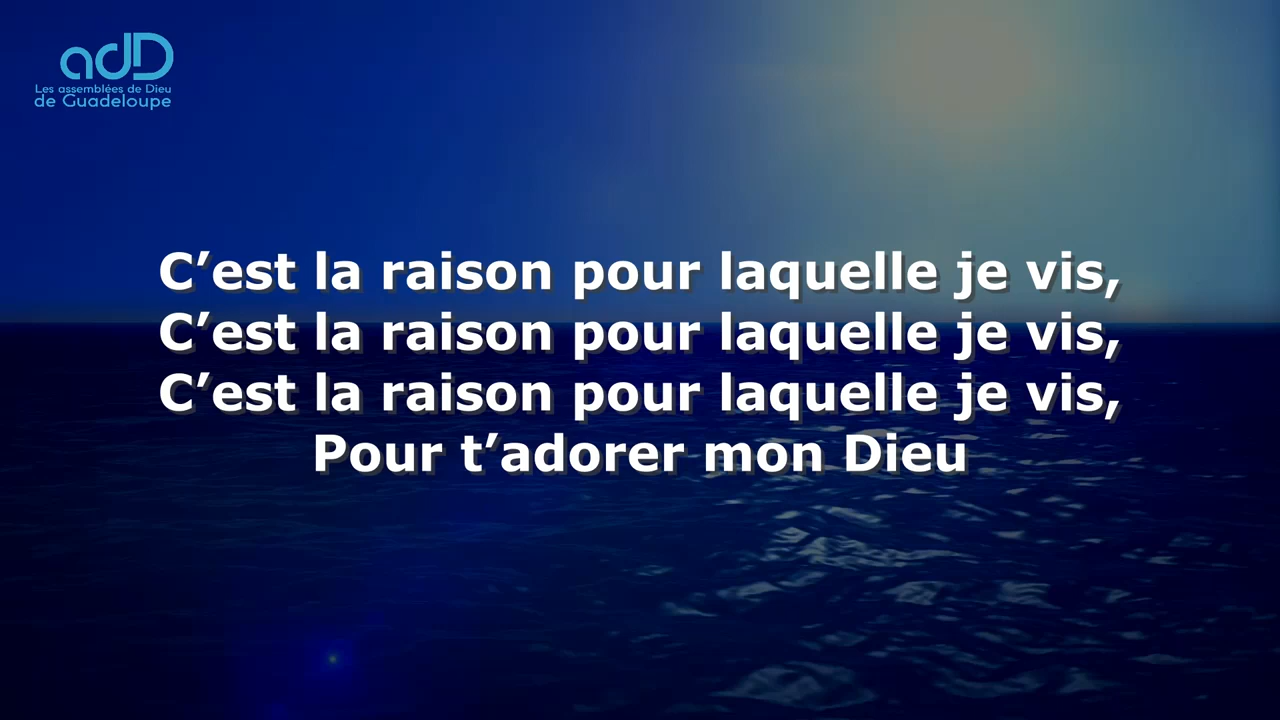 adD
Les assemblées de Dieu
de Guadeloupe
C’est la raison pour laquelle je vis,
C’est la raison pour laquelle je vis,
C’est la raison pour laquelle je vis,
Pour t’adorer mon Dieu